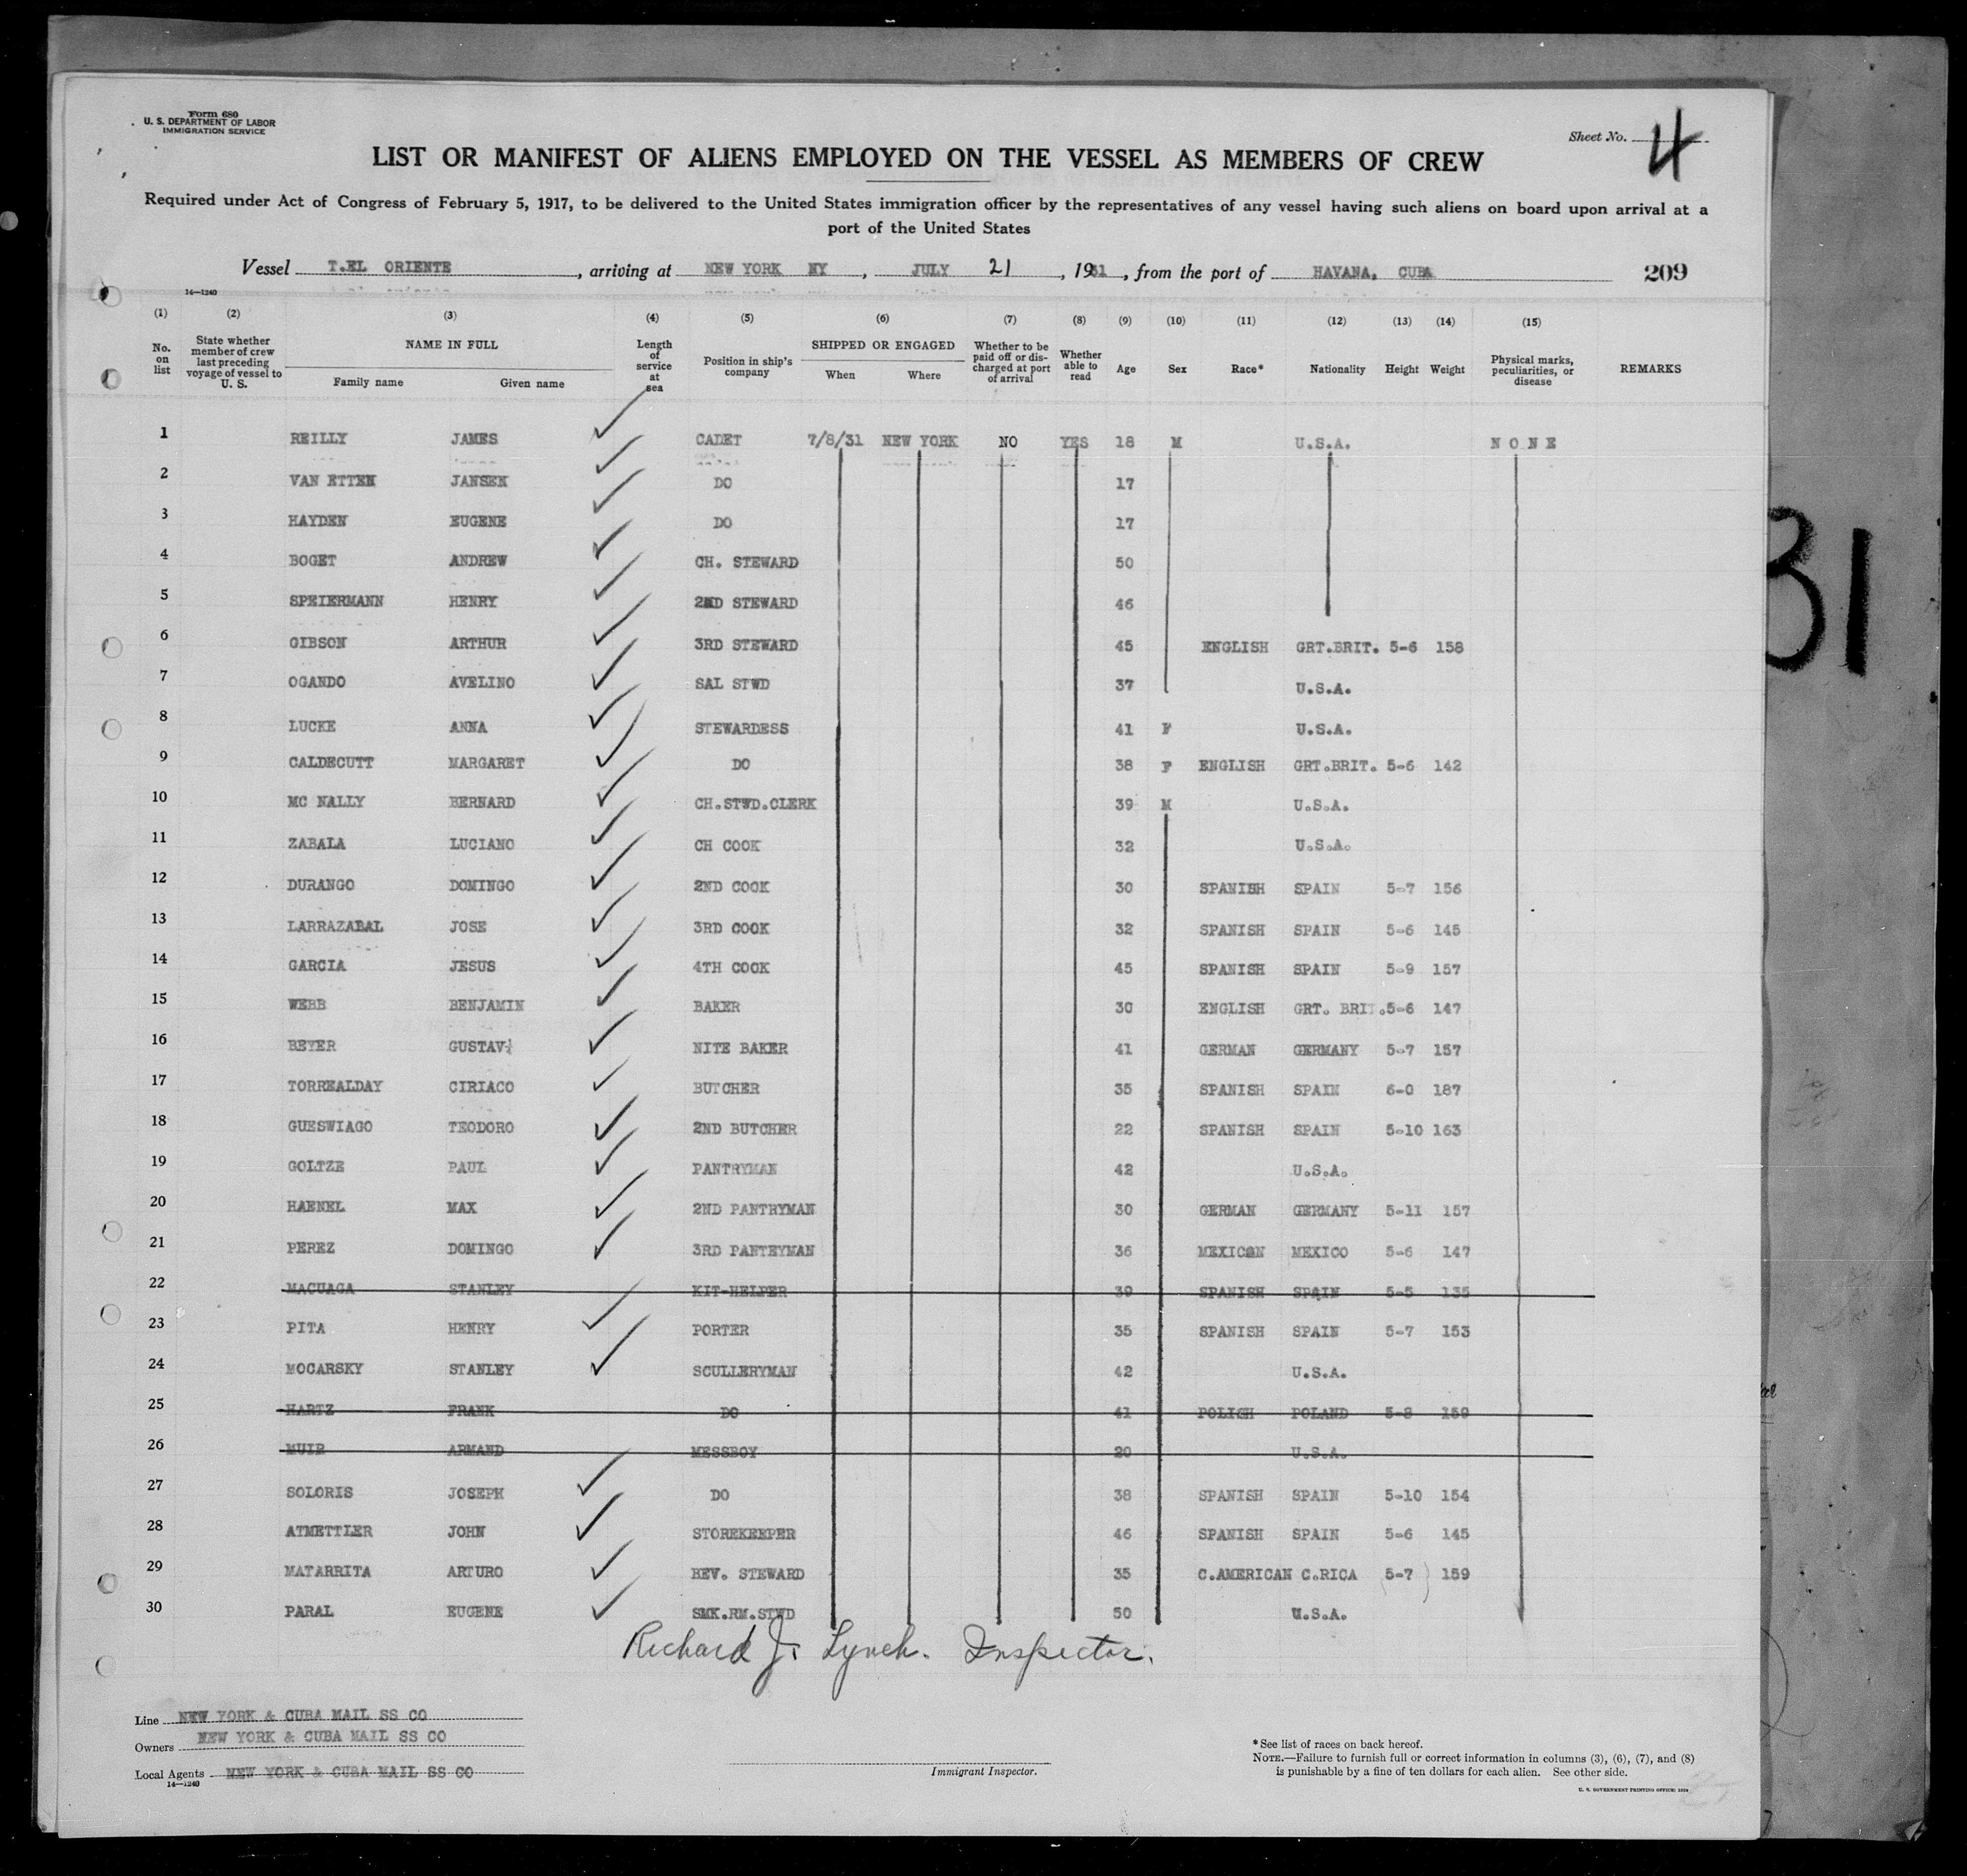 Form 680
U. S. DEPARTMENT OF LABOR
IMMIGRATION SERVICE
Sheet No. 4
LIST OR MANIFEST OF ALIENS EMPLOYED ON THE VESSEL AS MEMBERS OF CREW
Required under Act of Congress of February 5, 1917, to be delivered to the United States immigration officer by the representatives of any vessel having such aliens on board upon arrival at a
port of the United States
Vessel T.EL ORIENTE, arriving at NEW YORK NY, JULY 21, 1931, from the port of HAVANA, CUBA 209
14—1240
(1) (2) (3) (4) (5) (6) (7) (8) (9) (10) (11) (12) (13) (14) (15)
No. on list State whether member of crew last preceding voyage of vessel to U. S. NAME IN FULL Family name Given name Length of service at sea Position in ship's company SHIPPED OR ENGAGED When Where Whether to be paid off or discharged at port of arrival Whether able to read Age Sex Race* Nationality Height Weight Physical marks, peculiarities, or disease REMARKS
1 REILLY JAMES CADET 7/8/31 NEW YORK NO YES 18 M U.S.A. NONE
2 VAN ETTEN JANSEN DO 17
3 HAYDEN EUGENE DO 17
4 BOGET ANDREW CH. STEWARD 50
5 SPEIERMANN HENRY 2ND STEWARD 46
6 GIBSON ARTHUR 3RD STEWARD 45 ENGLISH GRT.BRIT. 5-6 158
7 OGANDO AVELINO SAL STWD 37 U.S.A.
8 LUCKE ANNA STEWARDESS 41 F U.S.A.
9 CALDECUTT MARGARET DO 38 F ENGLISH GRT.BRIT. 5-6 142
10 MC NALLY BERNARD CH.STWD.CLERK 39 M U.S.A.
11 ZABALA LUCIANO CH COOK 32 U.S.A.
12 DURANGO DOMINGO 2ND COOK 30 SPANISH SPAIN 5-7 156
13 LARRAZABAL JOSE 3RD COOK 32 SPANISH SPAIN 5-6 145
14 GARCIA JESUS 4TH COOK 45 SPANISH SPAIN 5-9 157
15 WEBB BENJAMIN BAKER 30 ENGLISH GRT. BRIT. 5-6 147
16 BEYER GUSTAV NITE BAKER 41 GERMAN GERMANY 5-7 157
17 TORREALDAY CIRIACO BUTCHER 35 SPANISH SPAIN 6-0 187
18 GUESWIAGO TEODORO 2ND BUTCHER 22 SPANISH SPAIN 5-10 163
19 GOLTZE PAUL PANTRYMAN 42 U.S.A.
20 HAENEL MAX 2ND PANTRYMAN 30 GERMAN GERMANY 5-11 157
21 PEREZ DOMINGO 3RD PANTRYMAN 36 MEXICAN MEXICO 5-6 147
22 MACUAGA STANLEY KIT-HELPER 39 SPANISH SPAIN 5-5 135
23 PITA HENRY PORTER 35 SPANISH SPAIN 5-7 153
24 MOCARSKY STANLEY SCULLERYMAN 42 U.S.A.
25 HARTZ FRANK DO 41 POLISH POLAND 5-8 159
26 MUIR ARMAND MESSBOY 20 U.S.A.
27 SOLORIS JOSEPH DO 38 SPANISH SPAIN 5-10 154
28 ATMETTLER JOHN STOREKEEPER 46 SPANISH SPAIN 5-6 145
29 MATARRITA ARTURO BEV. STEWARD 35 C.AMERICAN C.RICA 5-7 159
30 PARAL EUGENE SMK.RM.STWD 50 U.S.A.
Richard J. Lynch. Inspector.
Line NEW YORK & CUBA MAIL SS CO
Owners NEW YORK & CUBA MAIL SS CO
Local Agents NEW YORK & CUBA MAIL SS CO
14—1240
Immigrant Inspector.
*See list of races on back hereof.
NOTE.—Failure to furnish full or correct information in columns (3), (6), (7), and (8)
is punishable by a fine of ten dollars for each alien. See other side.
U. S. GOVERNMENT PRINTING OFFICE:
31